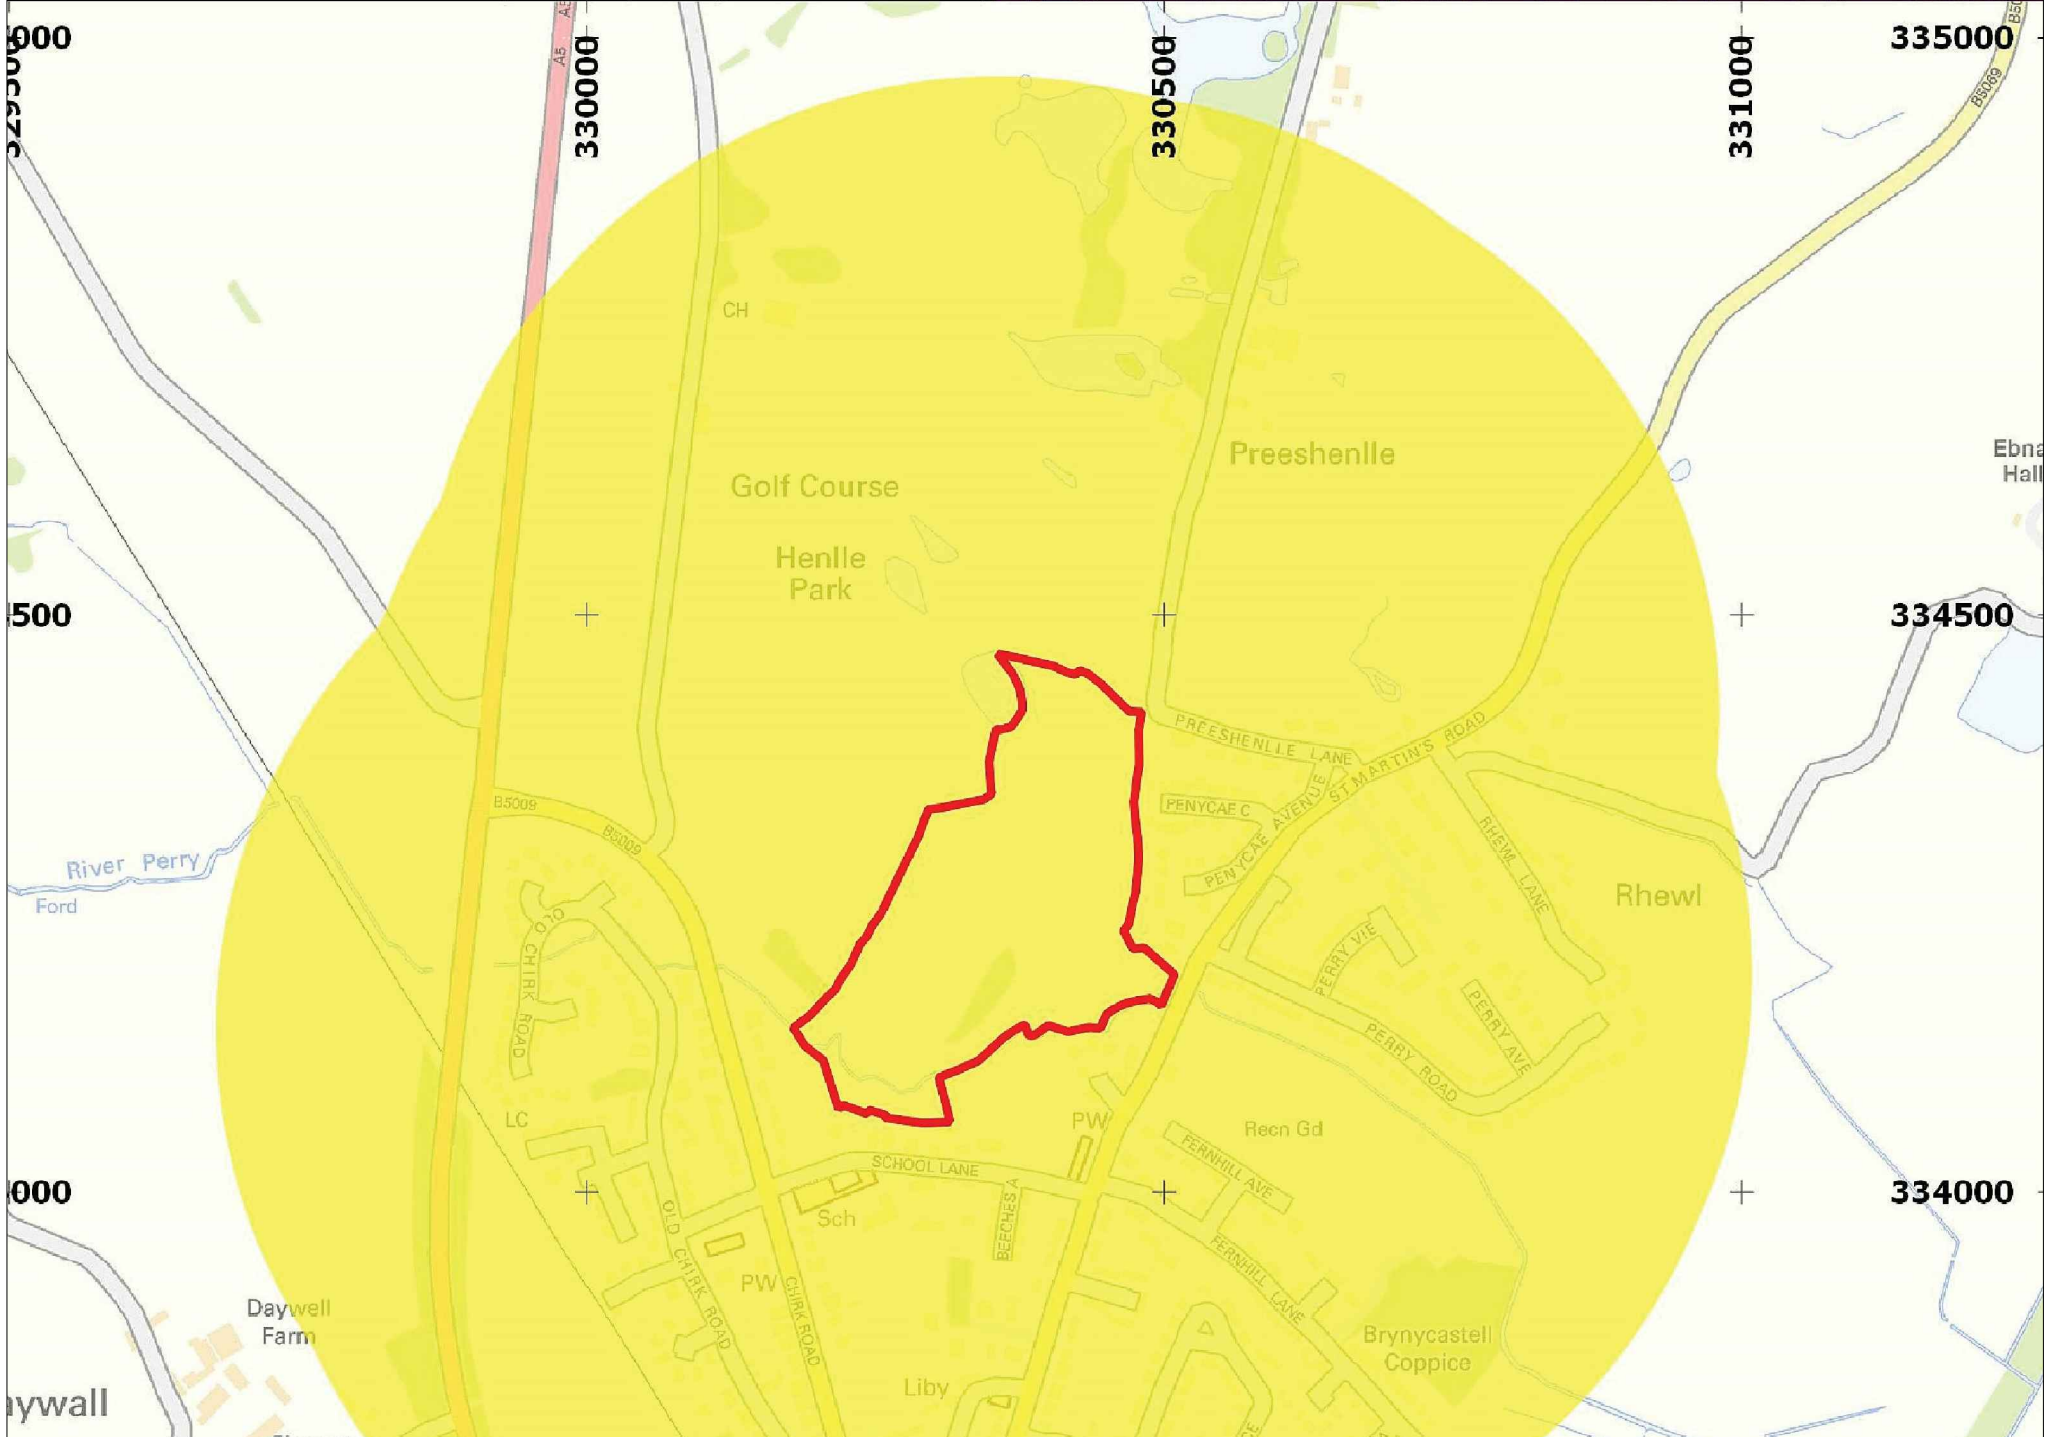 335000
330000
330500
331000
A5
B5069
CH
Preeshenlle
Golf Course
Henlle
Park
500
334500
PREESHENLLE LANE
ST.MARTIN'S ROAD
PENYCAE C
PENYCAE AVENUE
B5009
B5009
RHEWL LANE
Rhewl
River Perry
Ford
OLD CHIRK ROAD
PERRY VIE
PERRY AVE
PERRY ROAD
LC
PW
Recn Gd
SCHOOL LANE
FERNHILL AVE
334000
Sch
BEECHES A
OLD CHIRK ROAD
FERNHILL LANE
PW
CHIRK ROAD
Daywell
Farm
Brynycastell
Coppice
Liby